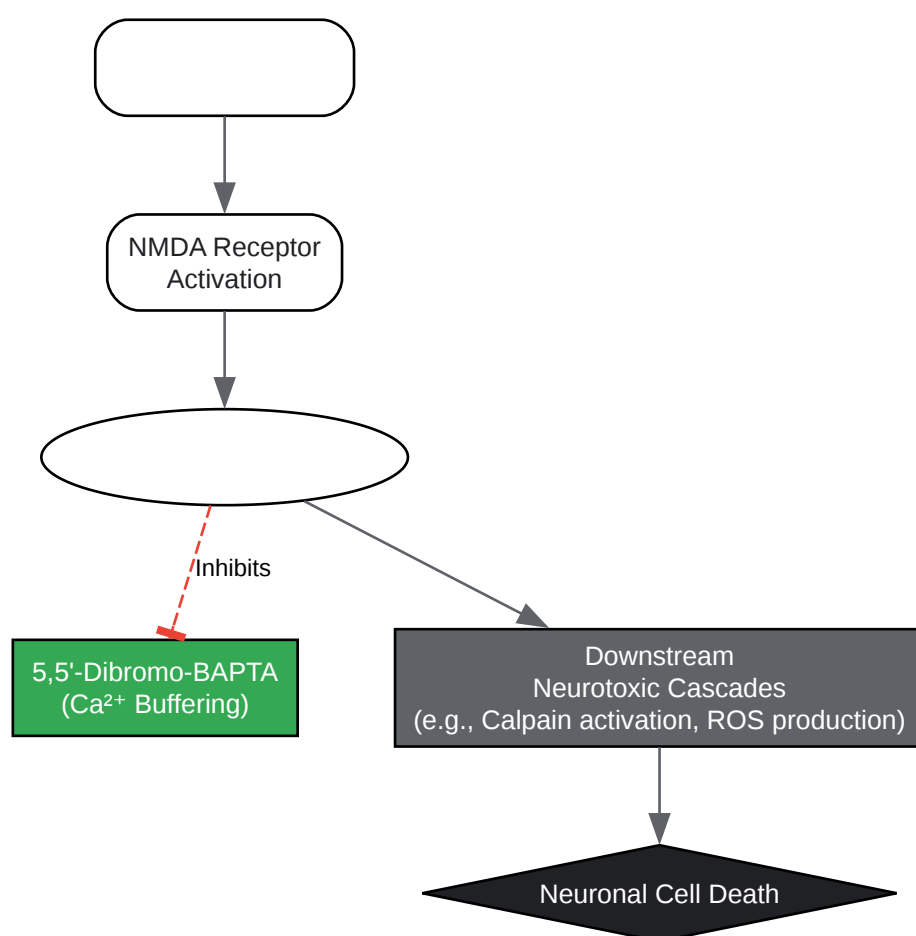 NMDA Receptor
Activation
Inhibits
5,5'-Dibromo-BAPTA
(Ca²⁺ Buffering)
Downstream
Neurotoxic Cascades
(e.g., Calpain activation, ROS production)
Neuronal Cell Death